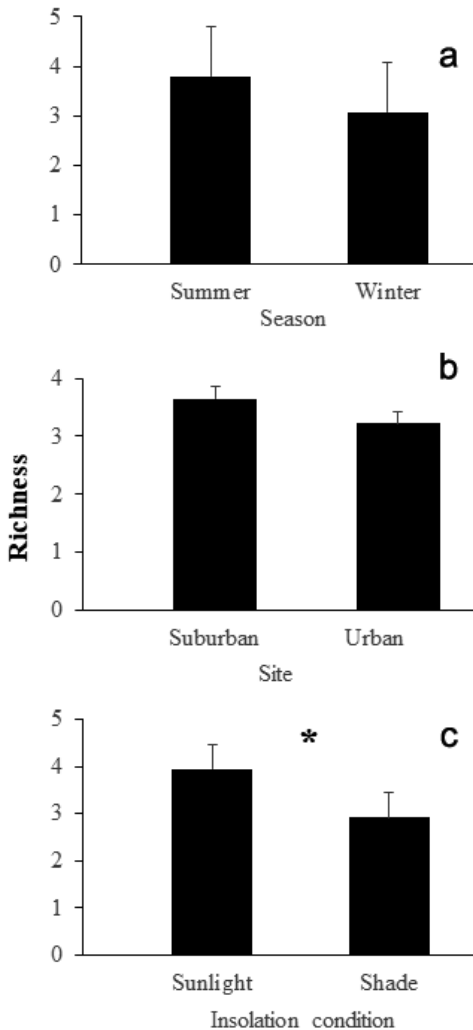 a
5
4
3
2
1
0
Summer Winter
Season
b
4
3
2
1
0
Richness
Suburban Urban
Site
* c
5
4
3
2
1
0
Sunlight Shade
Insolation condition